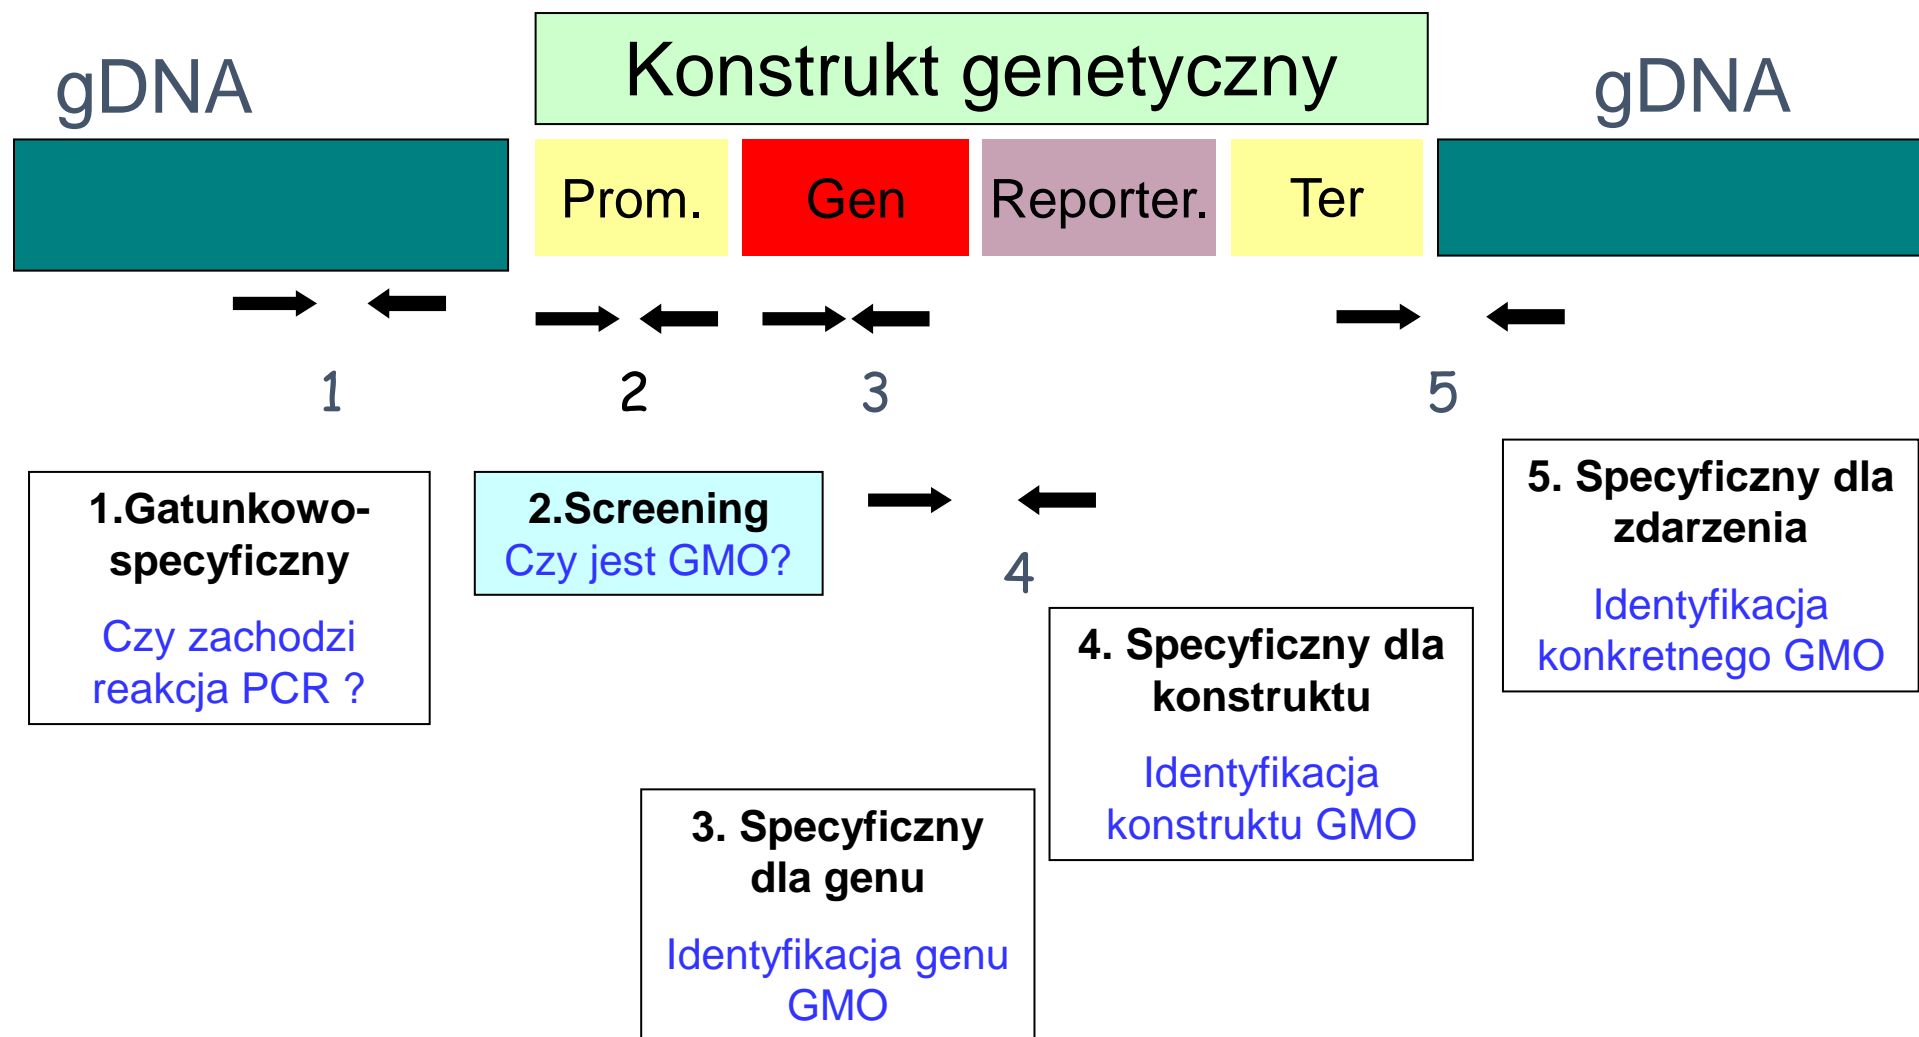 gDNA
Konstrukt genetyczny
gDNA
Prom.
Gen
Reporter.
Ter
1
2
3
5
1.Gatunkowo-
specyficzny
Czy zachodzi
reakcja PCR ?
2.Screening
Czy jest GMO?
4
5. Specyficzny dla
zdarzenia
Identyfikacja
konkretnego GMO
4. Specyficzny dla
konstruktu
Identyfikacja
konstruktu GMO
3. Specyficzny
dla genu
Identyfikacja genu
GMO